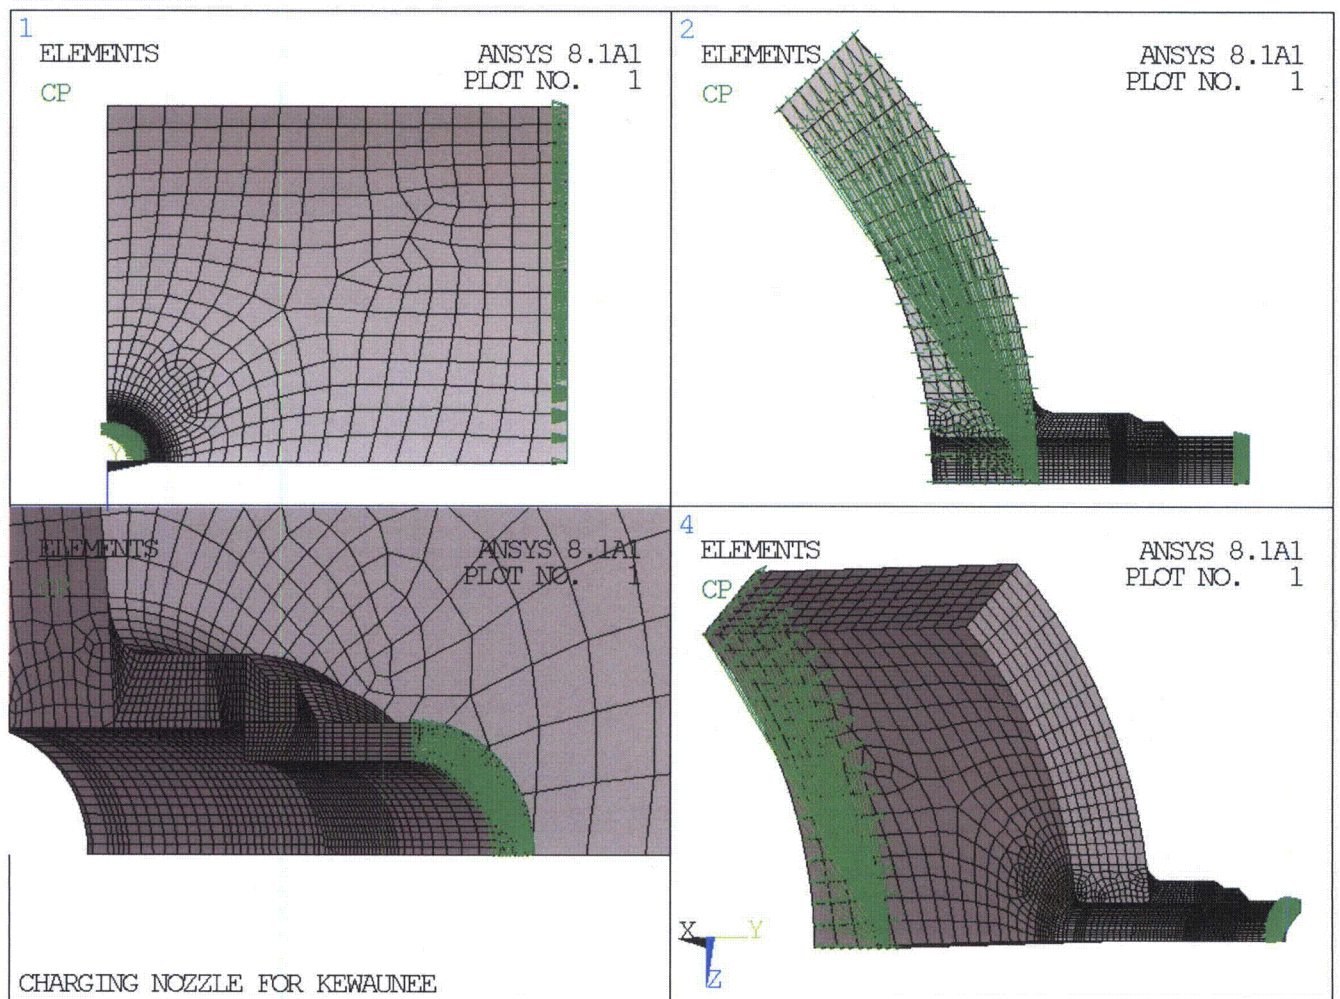 1
ELEMENTS
CP
ANSYS 8.1A1
PLOT NO. 1
Y
2
ELEMENTS
CP
ANSYS 8.1A1
PLOT NO. 1
ELEMENTS
CP
ANSYS 8.1A1
PLOT NO. 1
CHARGING NOZZLE FOR KEWAUNEE
4
ELEMENTS
CP
ANSYS 8.1A1
PLOT NO. 1
X
Y
Z